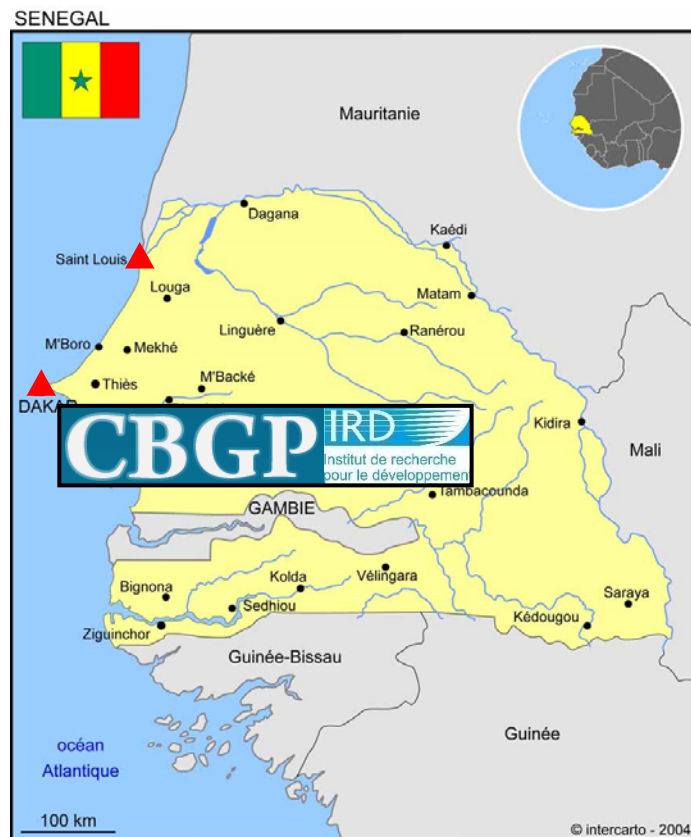 SENEGAL
Mauritanie
Dagana
Kaédi
Saint Louis
Louga
Matam
Linguère
Ranérou
M'Boro
Mekhé
Thiès
M'Backé
DAKAR
CBGP
IRD
Institut de recherche
pour le développement
Kidira
Mali
Tambacounda
GAMBIE
Bignona
Kolda
Vélingara
Sedhiou
Saraya
Ziguinchor
Kédougou
Guinée-Bissau
Guinée
océan
Atlantique
100 km
© intercarto - 2004